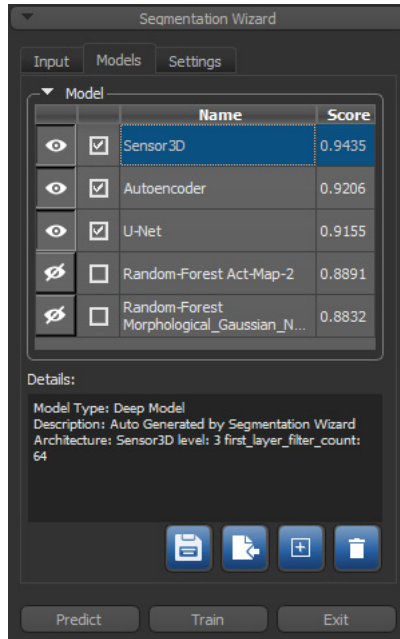 Segmentation Wizard
Input Models Settings
Model
Name Score
Sensor3D 0.9435
Autoencoder 0.9206
U-Net 0.9155
Random-Forest Act-Map-2 0.8891
Random-Forest
Morphological_Gaussian_N... 0.8832
Details:
Model Type: Deep Model
Description: Auto Generated by Segmentation Wizard
Architecture: Sensor3D level: 3 first_layer_filter_count:
64
Predict Train Exit